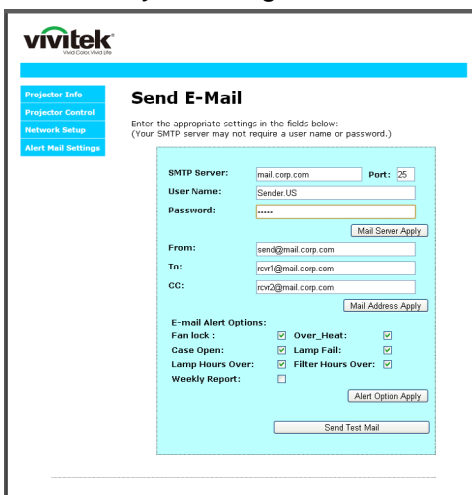 vivitek
Vivid Color, Vivid Life
Projector Info
Projector Control
Network Setup
Alert Mail Settings
Send E-Mail
Enter the appropriate settings in the fields below:
(Your SMTP server may not require a user name or password.)
SMTP Server: mail.corp.com Port: 25
User Name: Sender.US
Password: •••••
Mail Server Apply
From: send@mail.corp.com
To: rcvr1@mail.corp.com
CC: rcvr2@mail.corp.com
Mail Address Apply
E-mail Alert Options:
Fan lock : Over_Heat:
Case Open: Lamp Fail:
Lamp Hours Over: Filter Hours Over:
Weekly Report:
Alert Option Apply
Send Test Mail